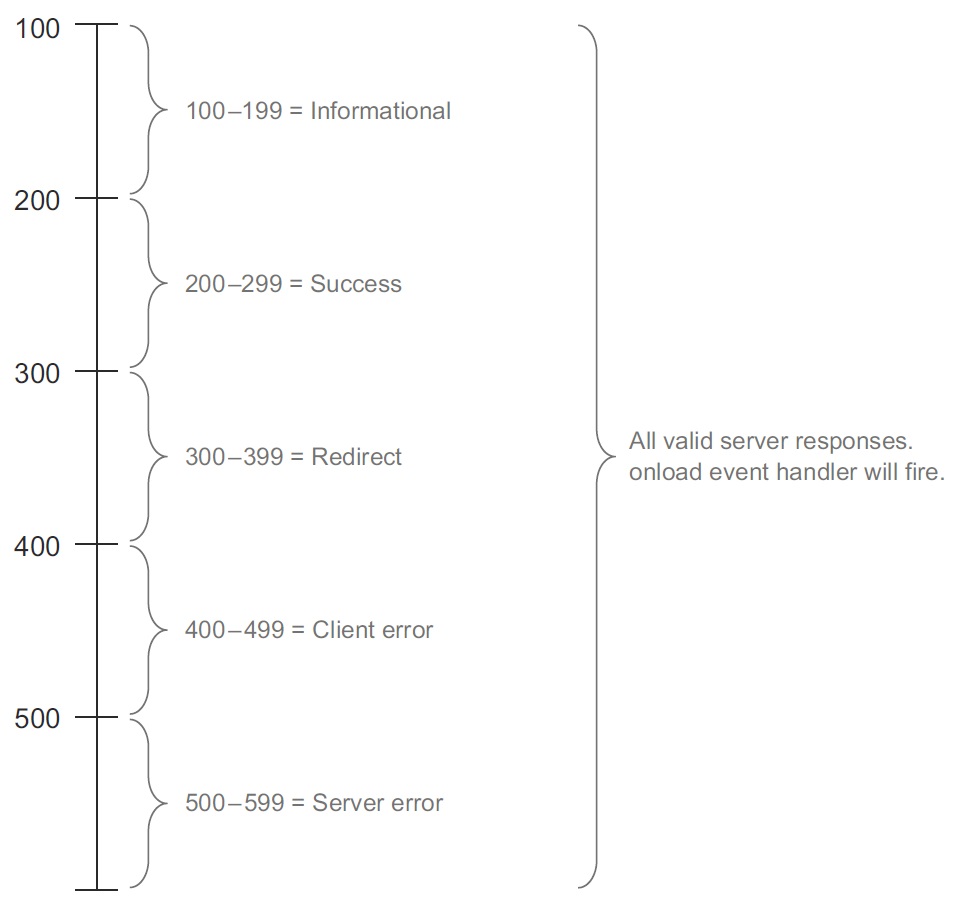 100
100–199 = Informational
200
200–299 = Success
300
300–399 = Redirect
All valid server responses.
onload event handler will fire.
400
400–499 = Client error
500
500–599 = Server error